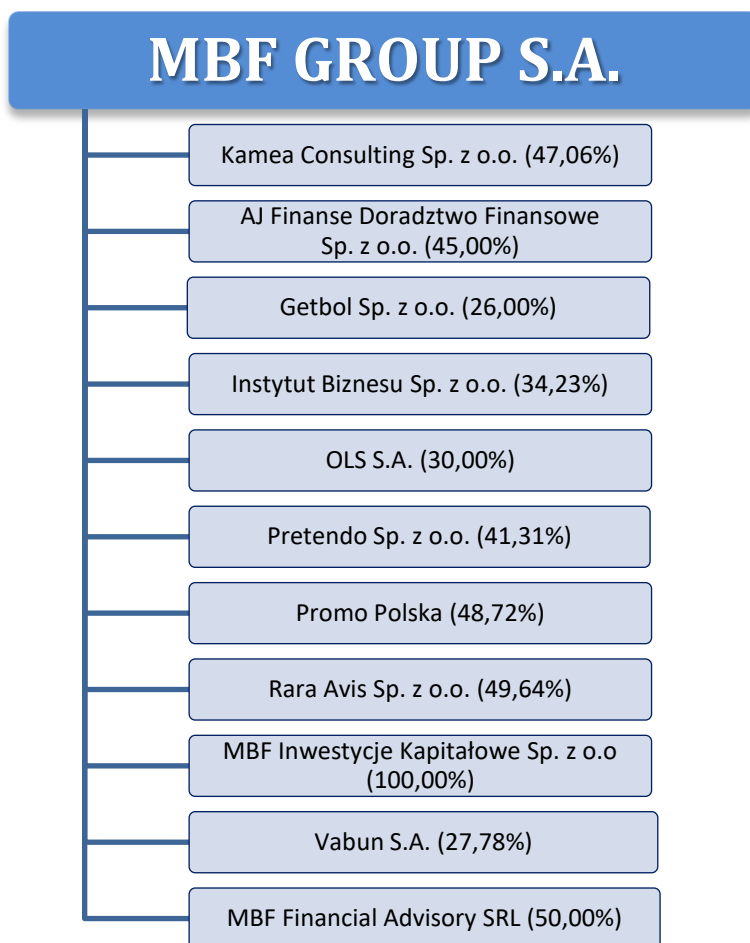 MBF GROUP S.A.
Kamea Consulting Sp. z o.o. (47,06%)
AJ Finanse Doradztwo Finansowe
Sp. z o.o. (45,00%)
Getbol Sp. z o.o. (26,00%)
Instytut Biznesu Sp. z o.o. (34,23%)
OLS S.A. (30,00%)
Pretendo Sp. z o.o. (41,31%)
Promo Polska (48,72%)
Rara Avis Sp. z o.o. (49,64%)
MBF Inwestycje Kapitałowe Sp. z o.o
(100,00%)
Vabun S.A. (27,78%)
MBF Financial Advisory SRL (50,00%)